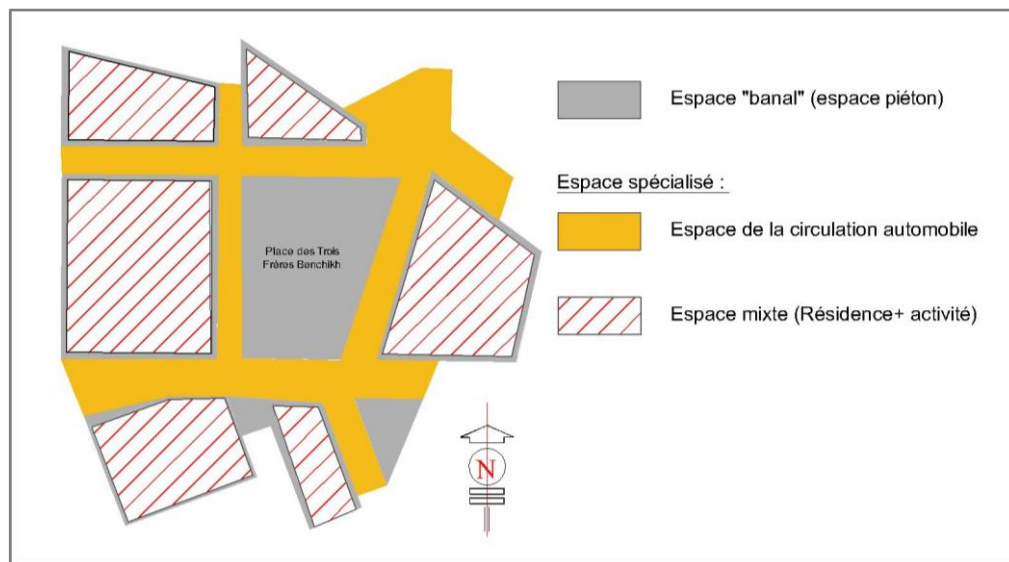 Espace "banal" (espace piéton)
Espace spécialisé :
Espace de la circulation automobile
Espace mixte (Résidence+ activité)
Place des Trois
Frères Benchikh
N